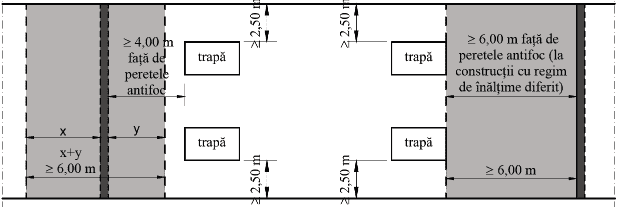 ≥ 2,50 m
≥ 2,50 m
≥ 4,00 m
față de
peretele
antifoc
trapă
trapă
≥ 6,00 m față de
peretele antifoc (la
construcții cu regim
de înălțime diferit)
x
y
x+y
≥ 6,00 m
trapă
trapă
≥ 6,00 m
≥ 2,50 m
≥ 2,50 m